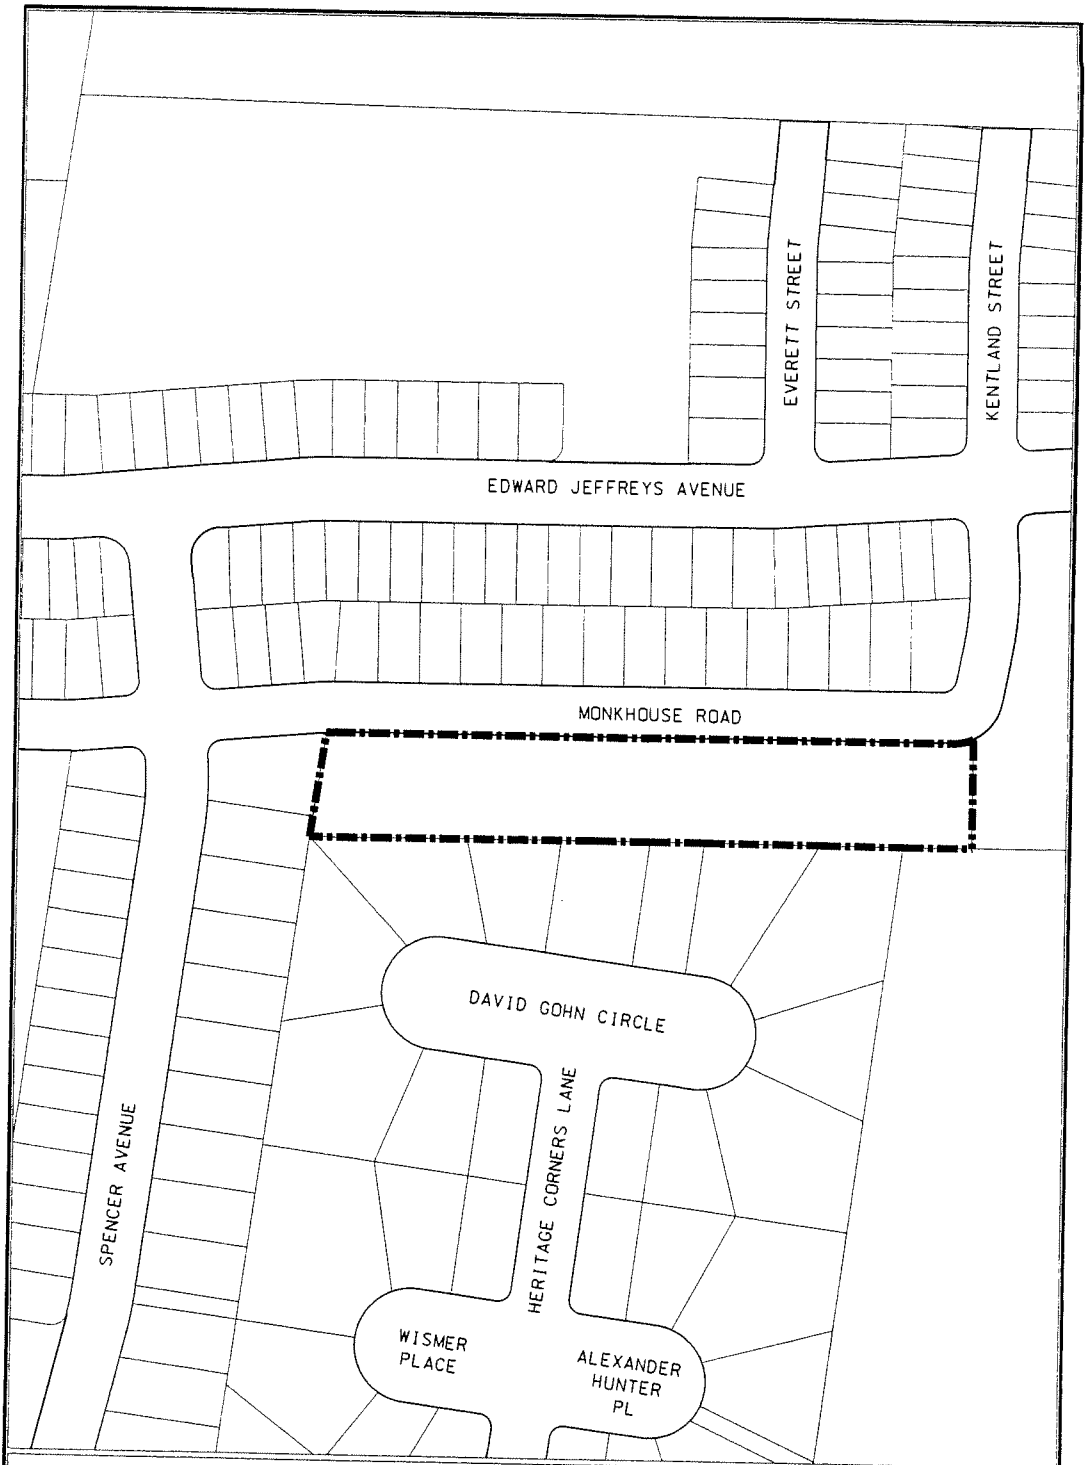 EVERETT STREET
KENTLAND STREET
EDWARD JEFFREYS AVENUE
MONKHOUSE ROAD
DAVID GOHN CIRCLE
HERITAGE CORNERS LANE
SPENCER AVENUE
WISMER
PLACE
ALEXANDER
HUNTER
PL